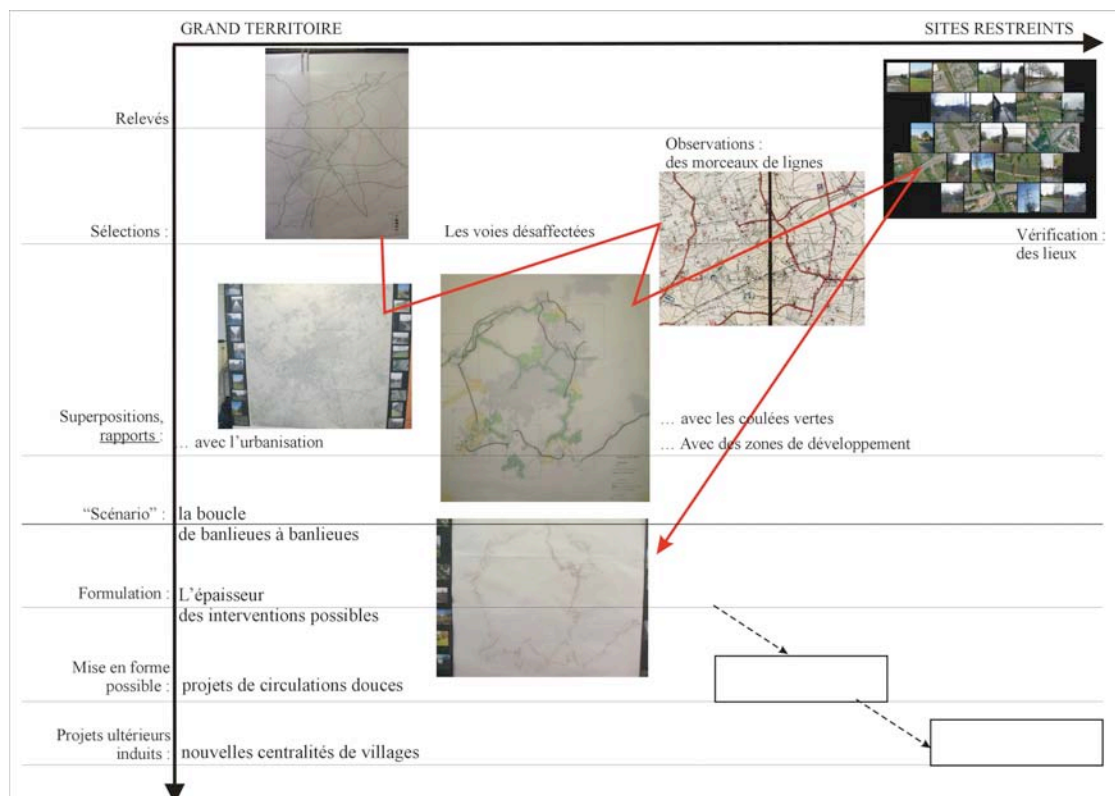 GRAND TERRITOIRE
SITES RESTREINTS
Relevés
Observations :
des morceaux de lignes
Sélections :
Les voies désaffectées
Vérification :
des lieux
Superpositions,
rapports :
... avec l'urbanisation
... avec les coulées vertes
... Avec des zones de développement
“Scénario” :
la boucle
de banlieues à banlieues
Formulation :
L'épaisseur
des interventions possibles
Mise en forme
possible :
projets de circulations douces
Projets ultérieurs
induits :
nouvelles centralités de villages